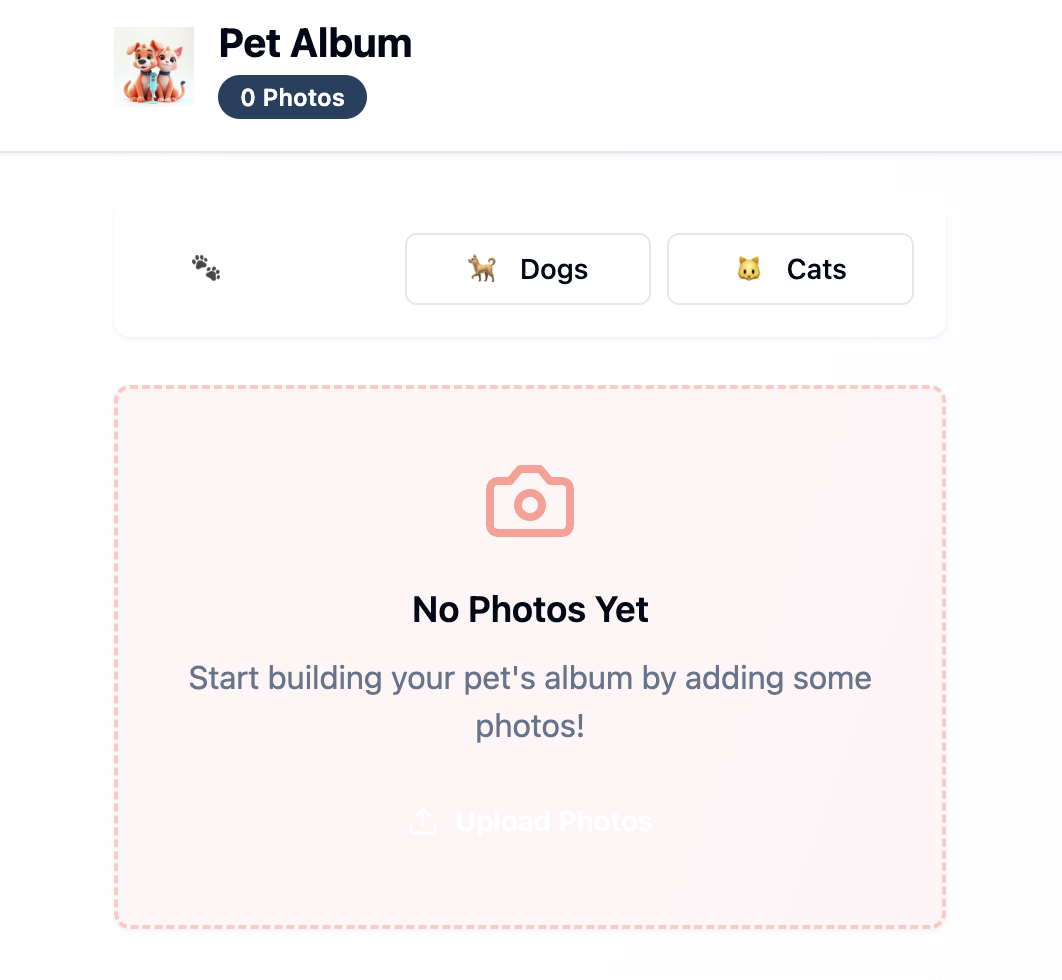 Pet Album
0 Photos
Dogs
Cats
No Photos Yet
Start building your pet's album by adding some
photos!
Upload Photos